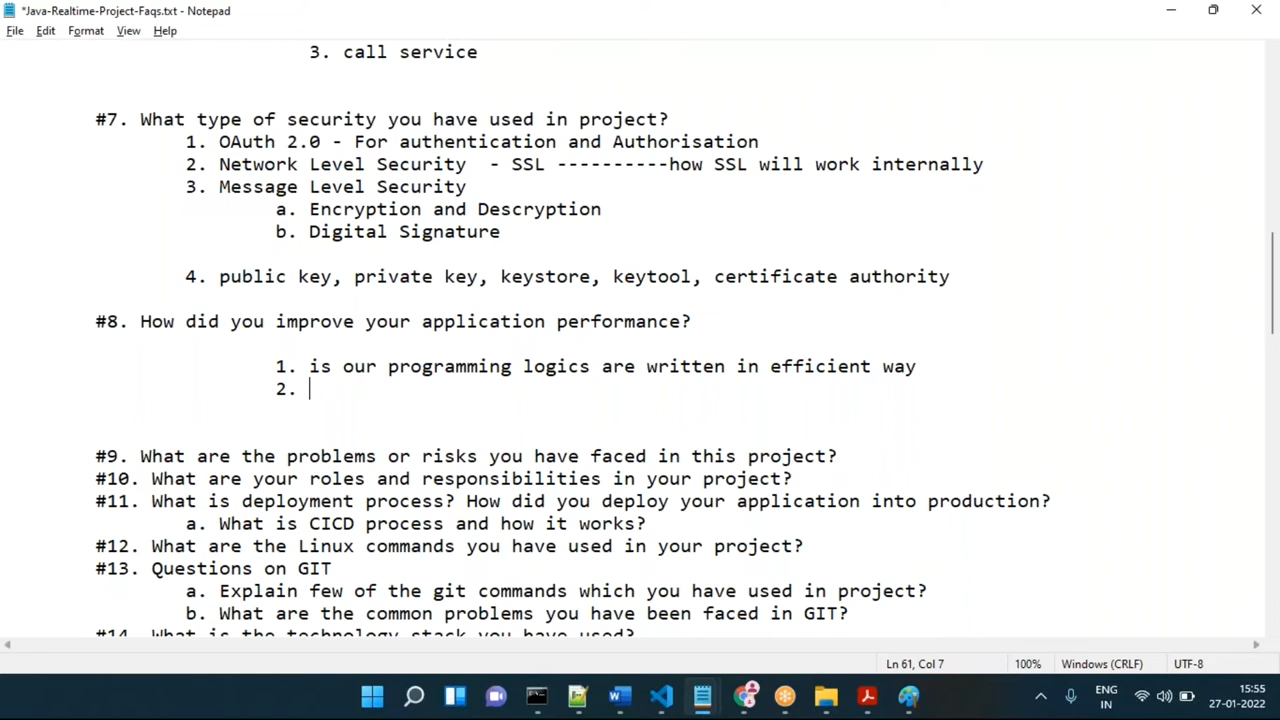 *Java-Realtime-Project-Faqs.txt - Notepad
File Edit Format View Help
3. call service
#7. What type of security you have used in project?
1. OAuth 2.0 - For authentication and Authorisation
2. Network Level Security - SSL ----------how SSL will work internally
3. Message Level Security
a. Encryption and Descryption
b. Digital Signature
4. public key, private key, keystore, keytool, certificate authority
#8. How did you improve your application performance?
1. is our programming logics are written in efficient way
2.
#9. What are the problems or risks you have faced in this project?
#10. What are your roles and responsibilities in your project?
#11. What is deployment process? How did you deploy your application into production?
a. What is CICD process and how it works?
#12. What are the Linux commands you have used in your project?
#13. Questions on GIT
a. Explain few of the git commands which you have used in project?
b. What are the common problems you have been faced in GIT?
#14. What is the technology stack you have used?
Ln 61, Col 7 100% Windows (CRLF) UTF-8
ENG 15:55
IN 27-01-2022